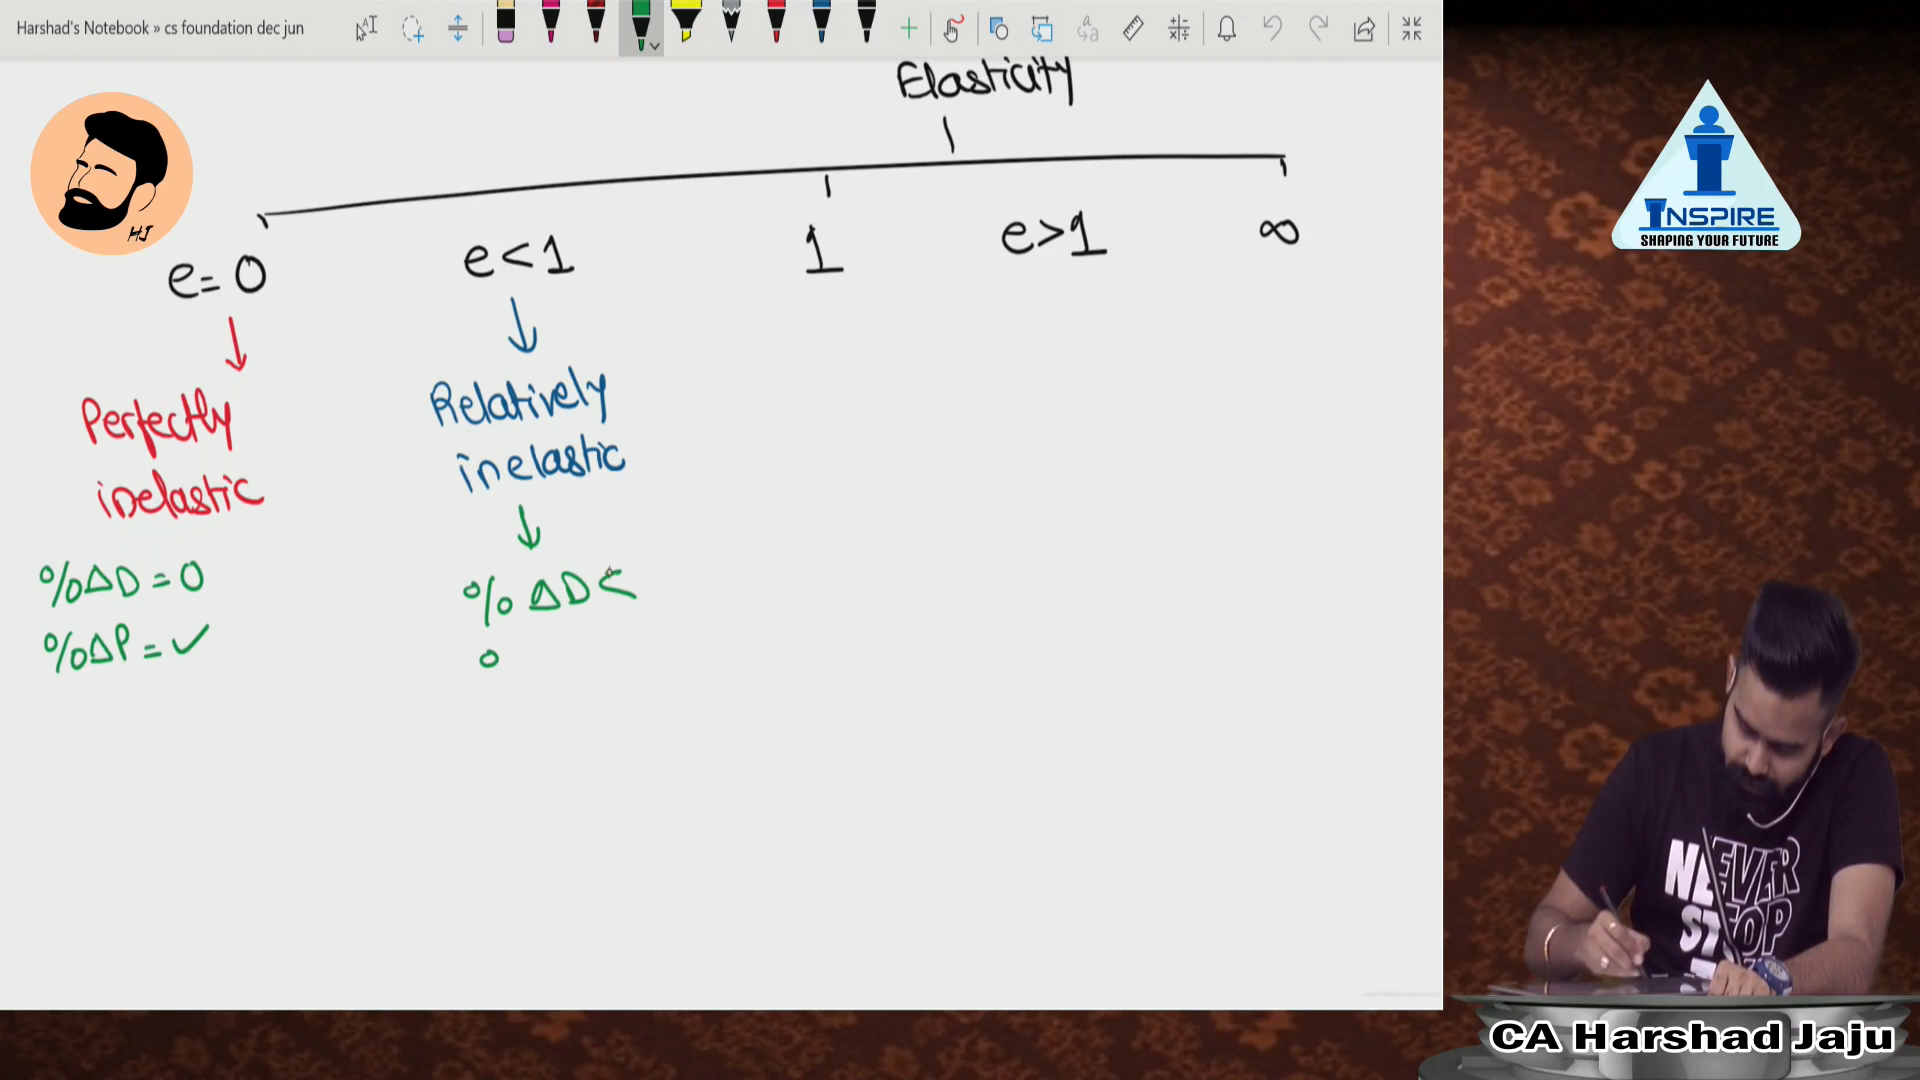 Harshad's Notebook » cs foundation dec jun
Elasticity
e=0 e<1 1 e>1 ∞
Perfectly
inelastic
Relatively
inelastic
%ΔD=0
%ΔP=✓
%ΔD<
HJ
INSPIRE
SHAPING YOUR FUTURE
NEVER
STOP
CA Harshad Jaju